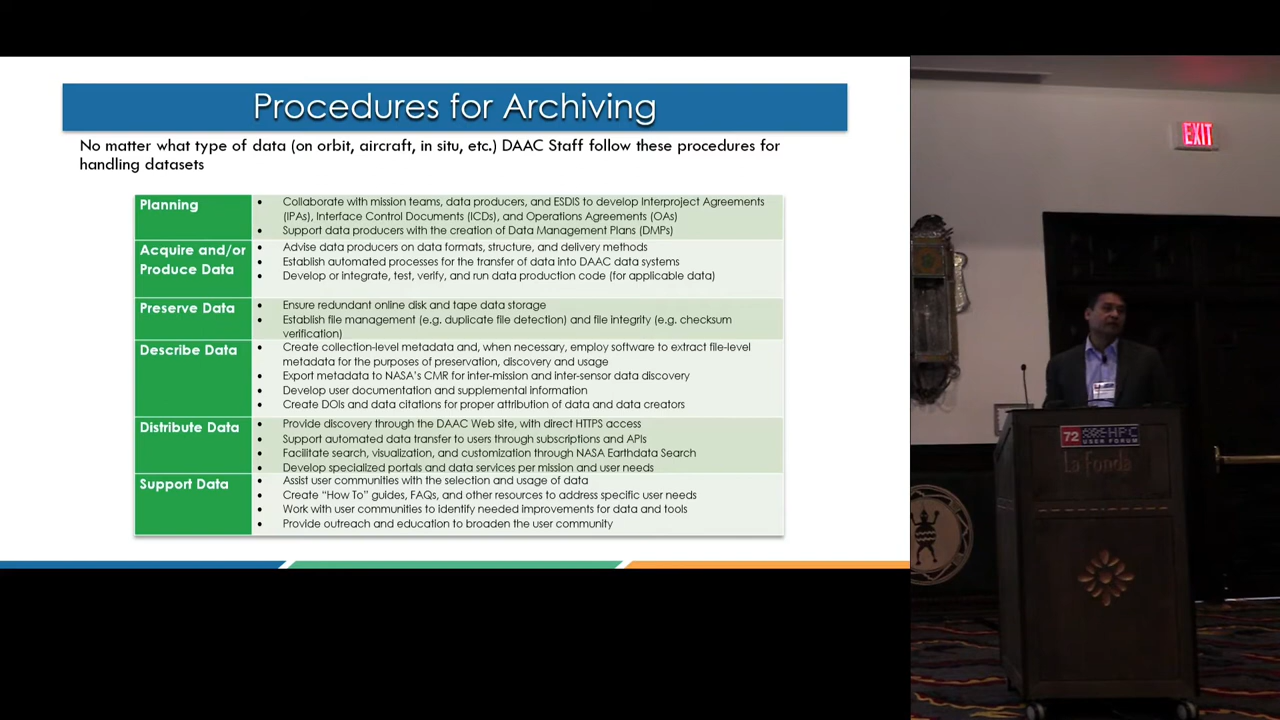 Procedures for Archiving
No matter what type of data (on orbit, aircraft, in situ, etc.) DAAC Staff follow these procedures for
handling datasets
Planning
• Collaborate with mission teams, data producers, and ESDIS to develop Interproject Agreements
(IPAs), Interface Control Documents (ICDs), and Operations Agreements (OAs)
• Support data producers with the creation of Data Management Plans (DMPs)
Acquire and/or
Produce Data
• Advise data producers on data formats, structure, and delivery methods
• Establish automated processes for the transfer of data into DAAC data systems
• Develop or integrate, test, verify, and run data production code (for applicable data)
Preserve Data
• Ensure redundant online disk and tape data storage
• Establish file management (e.g. duplicate file detection) and file integrity (e.g. checksum
verification)
Describe Data
• Create collection-level metadata and, when necessary, employ software to extract file-level
metadata for the purposes of preservation, discovery and usage
• Export metadata to NASA's CMR for inter-mission and inter-sensor data discovery
• Develop user documentation and supplemental information
• Create DOIs and data citations for proper attribution of data and data creators
Distribute Data
• Provide discovery through the DAAC Web site, with direct HTTPS access
• Support automated data transfer to users through subscriptions and APIs
• Facilitate search, visualization, and customization through NASA Earthdata Search
• Develop specialized portals and data services per mission and user needs
Support Data
• Assist user communities with the selection and usage of data
• Create “How To” guides, FAQs, and other resources to address specific user needs
• Work with user communities to identify needed improvements for data and tools
• Provide outreach and education to broaden the user community
EXIT
72 HPC
USER FORUM
La Fonda